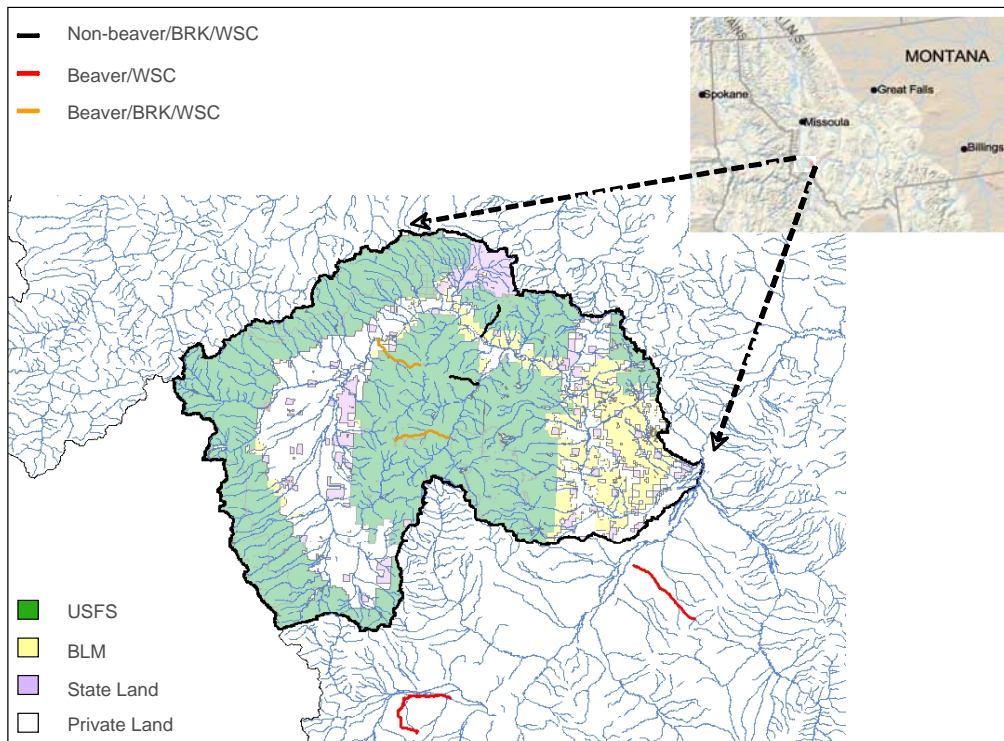 Non-beaver/BRK/WSC
Beaver/WSC
Beaver/BRK/WSC
MONTANA
Spokane
Great Falls
Missoula
Billings
USFS
BLM
State Land
Private Land